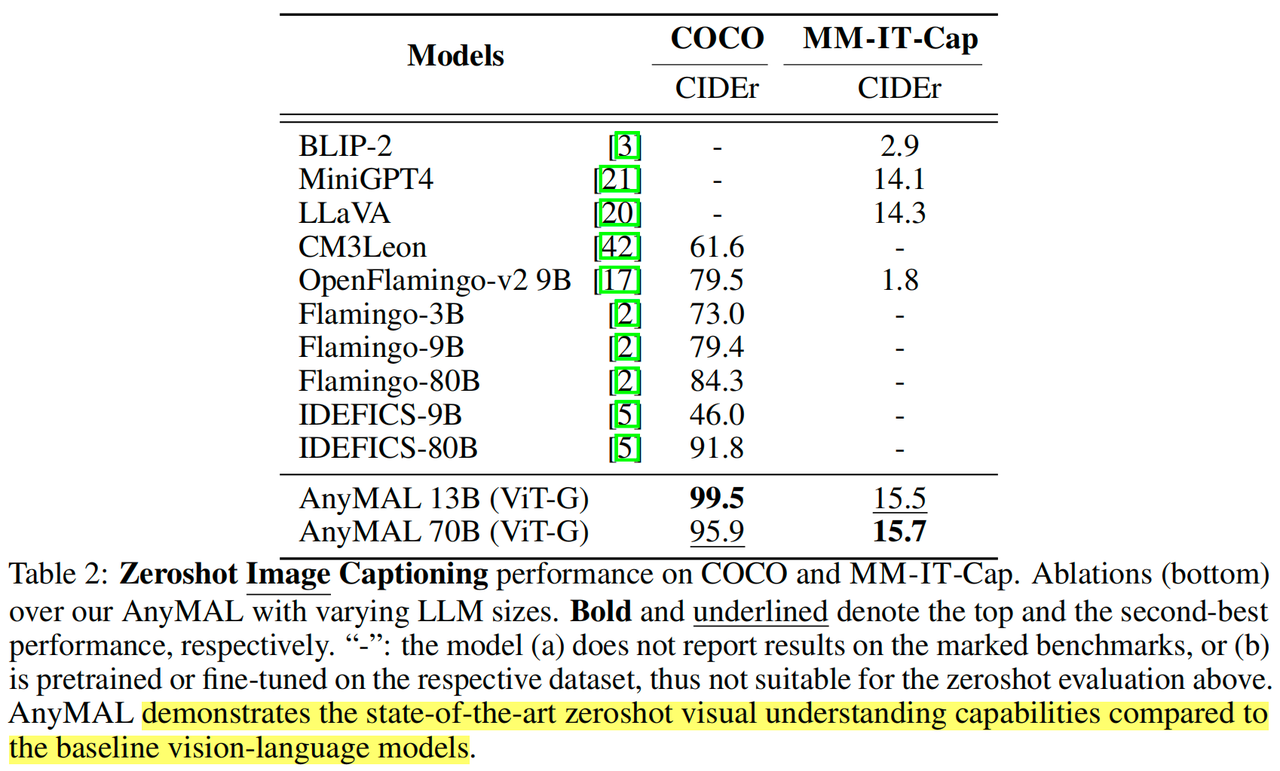 Models COCO MM-IT-Cap
CIDEr CIDEr
BLIP-2 [3] - 2.9
MiniGPT4 [21] - 14.1
LLaVA [20] - 14.3
CM3Leon [42] 61.6 -
OpenFlamingo-v2 9B [17] 79.5 1.8
Flamingo-3B [2] 73.0 -
Flamingo-9B [2] 79.4 -
Flamingo-80B [2] 84.3 -
IDEFICS-9B [5] 46.0 -
IDEFICS-80B [5] 91.8 -
AnyMAL 13B (ViT-G) 99.5 15.5
AnyMAL 70B (ViT-G) 95.9 15.7
Table 2: Zeroshot Image Captioning performance on COCO and MM-IT-Cap. Ablations (bottom)
over our AnyMAL with varying LLM sizes. Bold and underlined denote the top and the second-best
performance, respectively. “-”: the model (a) does not report results on the marked benchmarks, or (b)
is pretrained or fine-tuned on the respective dataset, thus not suitable for the zeroshot evaluation above.
AnyMAL demonstrates the state-of-the-art zeroshot visual understanding capabilities compared to
the baseline vision-language models.